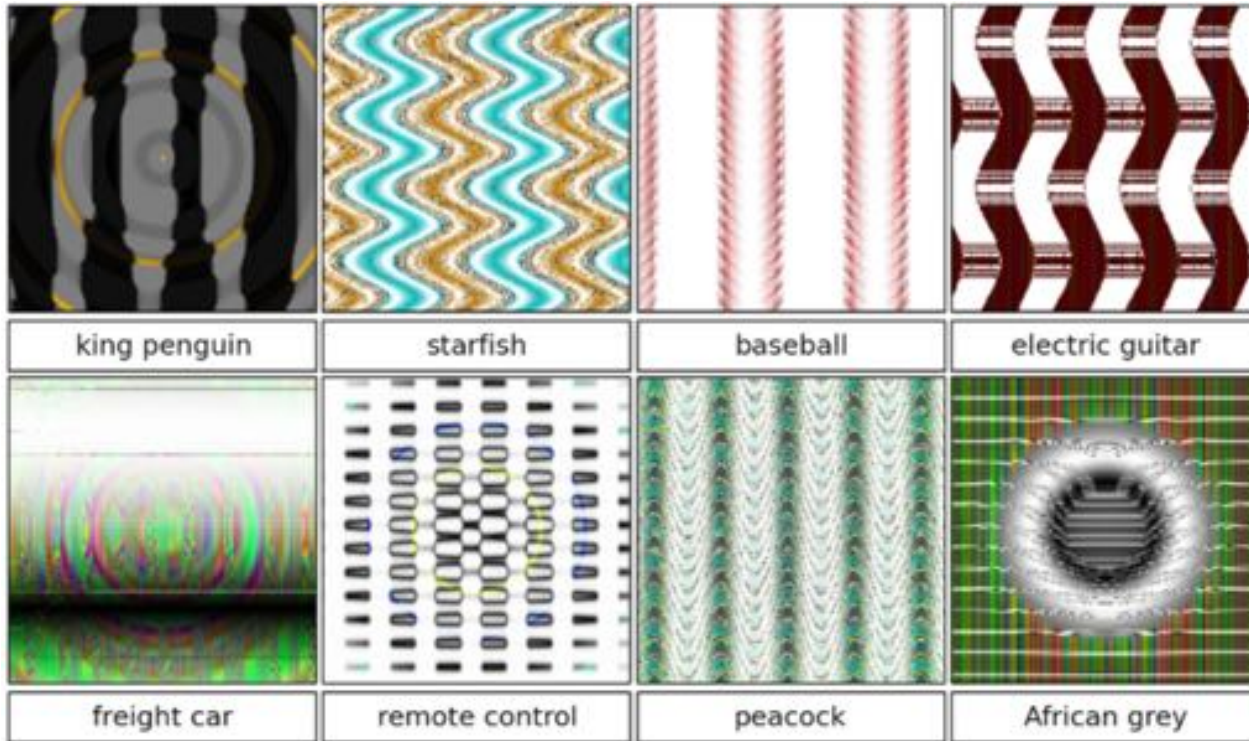 king penguin
starfish
baseball
electric guitar
freight car
remote control
peacock
African grey